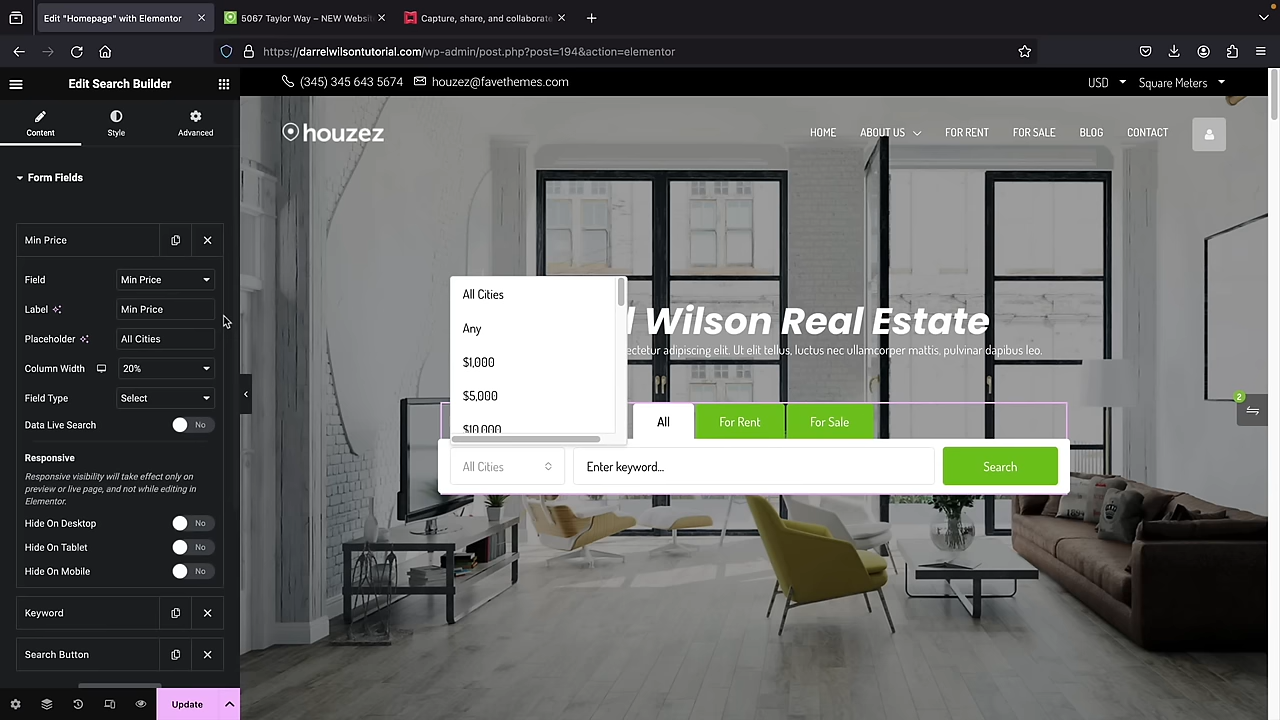 Edit "Homepage" with Elementor
5067 Taylor Way – NEW Websit
Capture, share, and collaborate
https://darrelwilsontutorial.com/wp-admin/post.php?post=194&action=elementor
Edit Search Builder
Content
Style
Advanced
Form Fields
Min Price
Field
Min Price
Label
Min Price
Placeholder
All Cities
Column Width
20%
Field Type
Select
Is Live Search
No
Responsive
Responsive visibility will take effect only on
preview or live page, and not while editing in
Elementor.
Hide On Desktop
No
Hide On Tablet
No
Hide On Mobile
No
Keyword
Search Button
Update
(345) 345 643 5674
houzez@favethemes.com
USD
Square Meters
houzez
HOME
ABOUT US
FOR RENT
FOR SALE
BLOG
CONTACT
Wilson Real Estate
adipiscing elit. Ut elit tellus, luctus nec ullamcorper mattis, pulvinar dapibus leo.
All Cities
Any
$1,000
$5,000
$10,000
All
For Rent
For Sale
All Cities
Enter keyword...
Search
2